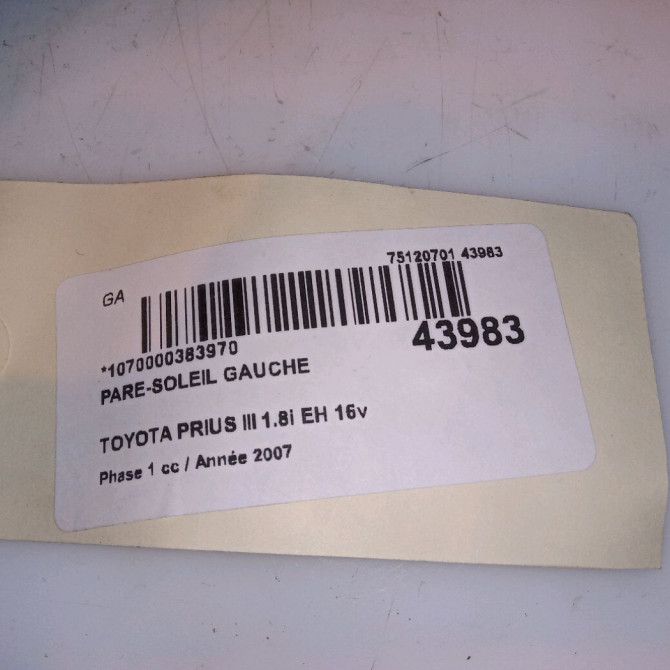 75120701 43983
GA
*1070000383970
43983
PARE-SOLEIL GAUCHE
TOYOTA PRIUS III 1.8i EH 16v
Phase 1 cc / Année 2007